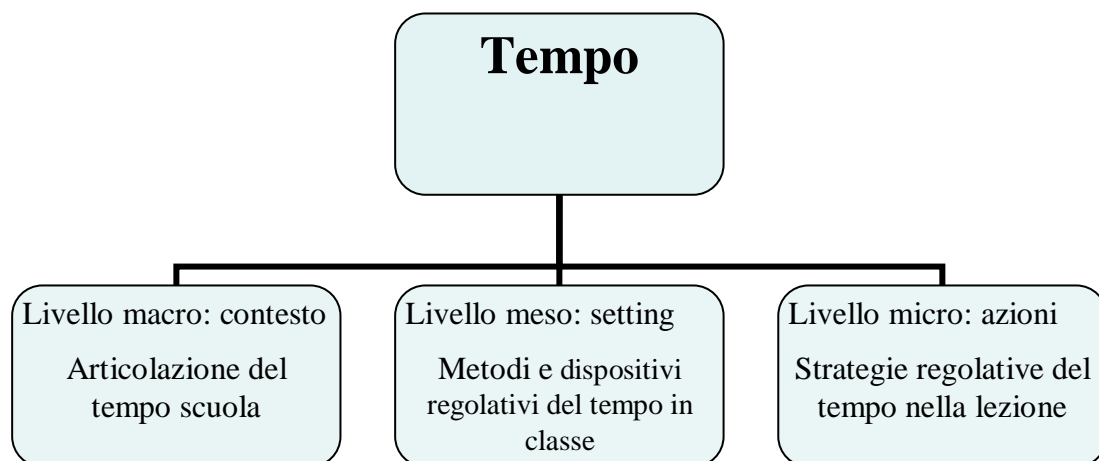 Tempo
Livello macro: contesto
Articolazione del
tempo scuola
Livello meso: setting
Metodi e dispositivi
regolativi del tempo in
classe
Livello micro: azioni
Strategie regolative del
tempo nella lezione